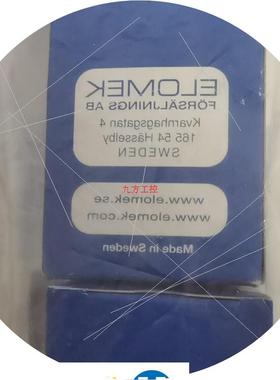 ELOMEK
FÖRSÄLJNINGS AB
Kvarnhagsgatan 4
165 54 Hässelby
SWEDEN
九方工控
www.elomek.se
www.elomek.com
Made in Sweden